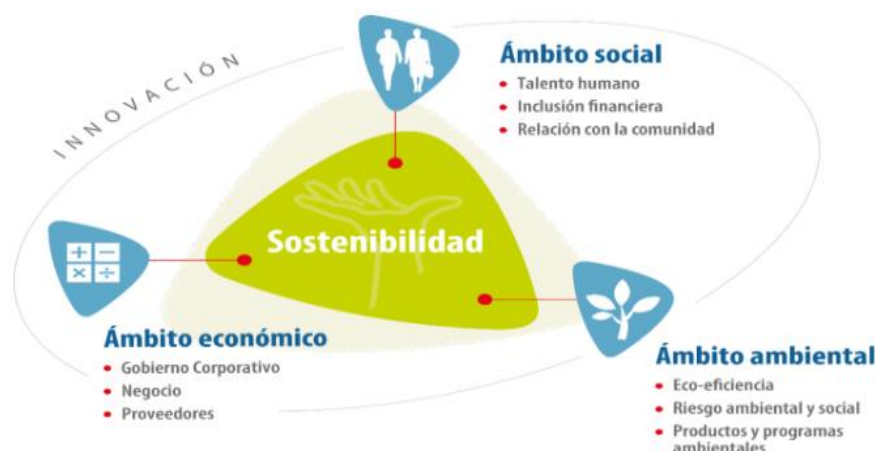 INNOVACIÓN
Ámbito social
• Talento humano
• Inclusión financiera
• Relación con la comunidad
Sostenibilidad
Ámbito económico
• Gobierno Corporativo
• Negocio
• Proveedores
Ámbito ambiental
• Eco-eficiencia
• Riesgo ambiental y social
• Productos y programas
ambientales